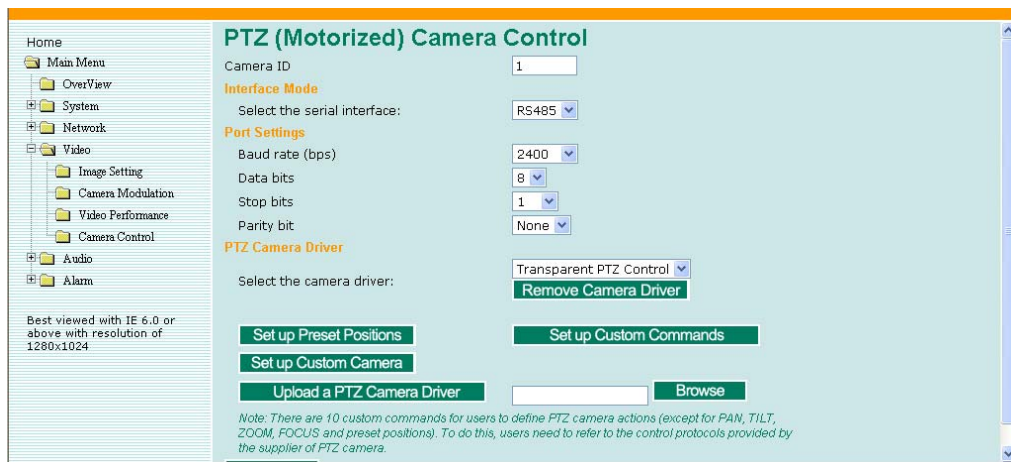 Home
Main Menu
OverView
System
Network
Video
Image Setting
Camera Modulation
Video Performance
Camera Control
Audio
Alarm
Best viewed with IE 6.0 or
above with resolution of
1280x1024
PTZ (Motorized) Camera Control
Camera ID 1
Interface Mode
Select the serial interface: RS485
Port Settings
Baud rate (bps) 2400
Data bits 8
Stop bits 1
Parity bit None
PTZ Camera Driver
Select the camera driver: Transparent PTZ Control
Remove Camera Driver
Set up Preset Positions Set up Custom Commands
Set up Custom Camera
Upload a PTZ Camera Driver Browse
Note: There are 10 custom commands for users to define PTZ camera actions (except for PAN, TILT,
ZOOM, FOCUS and preset positions). To do this, users need to refer to the control protocols provided by
the supplier of PTZ camera.